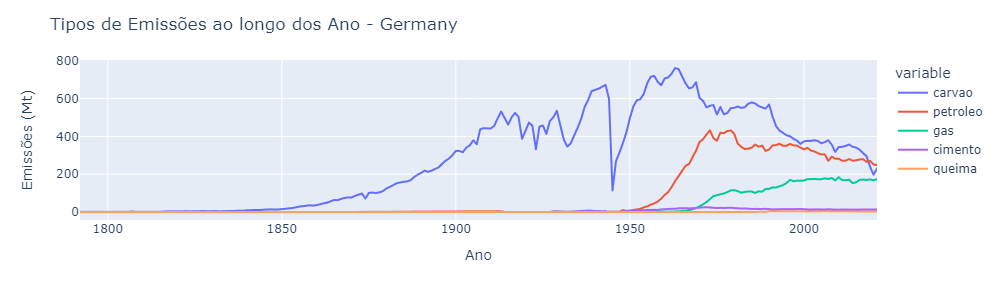 Tipos de Emissões ao longo dos Ano - Germany
Emissões (Mt)
800
600
400
200
0
1800
1850
1900
1950
2000
Ano
variable
carvao
petroleo
gas
cimento
queima